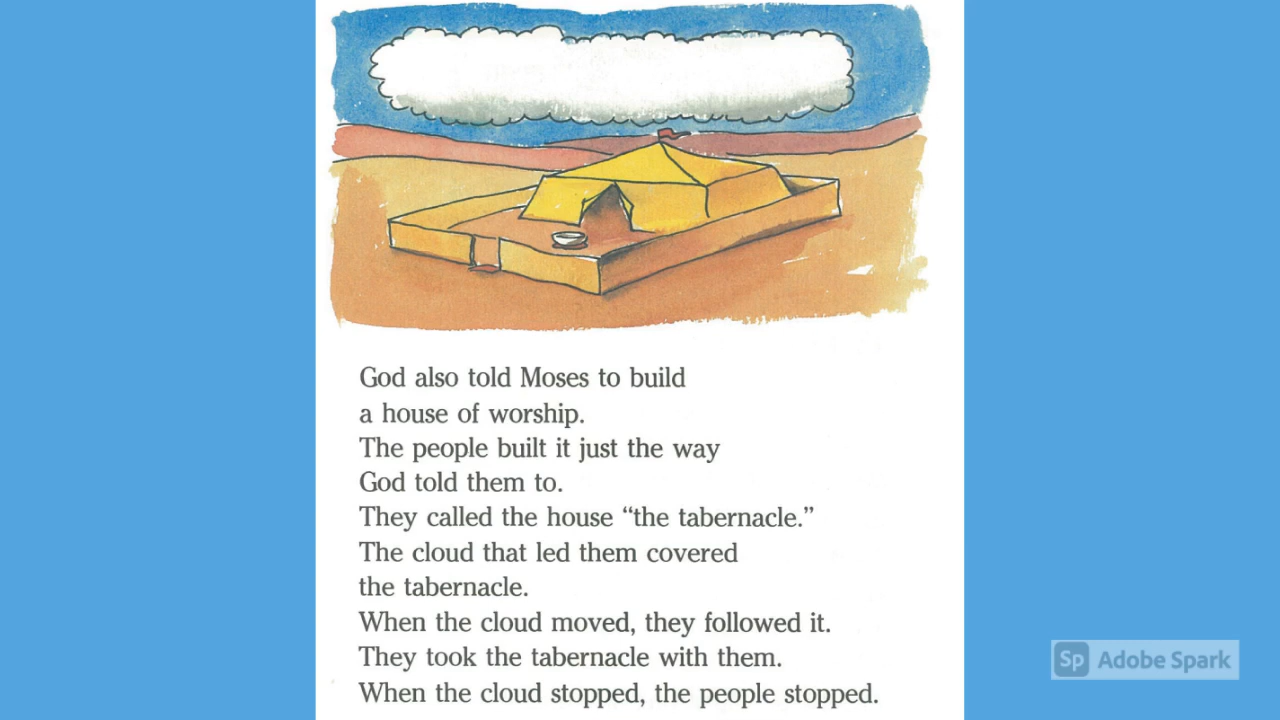 God also told Moses to build
a house of worship.
The people built it just the way
God told them to.
They called the house “the tabernacle.”
The cloud that led them covered
the tabernacle.
When the cloud moved, they followed it.
They took the tabernacle with them.
When the cloud stopped, the people stopped.
Sp Adobe Spark